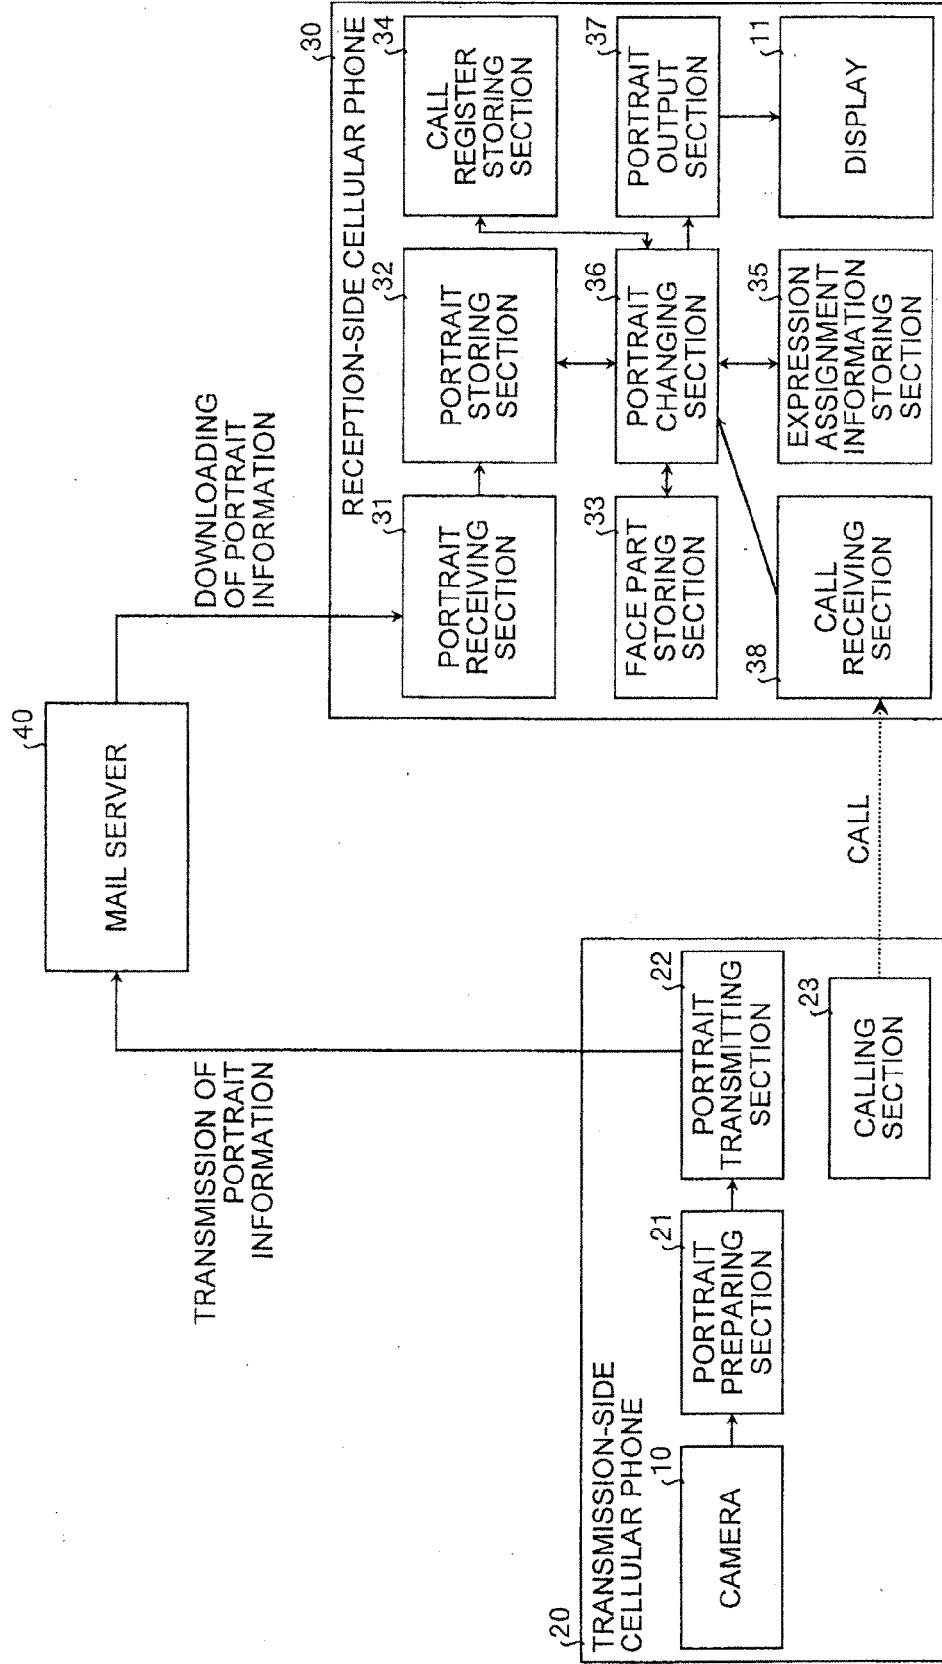 40
MAIL SERVER
TRANSMISSION OF
PORTRAIT
INFORMATION
DOWNLOADING
OF PORTRAIT
INFORMATION
20
TRANSMISSION-SIDE
CELLULAR PHONE
10
CAMERA
21
PORTRAIT
PREPARING
SECTION
22
PORTRAIT
TRANSMITTING
SECTION
23
CALLING
SECTION
CALL
30
RECEPTION-SIDE CELLULAR PHONE
31
PORTRAIT
RECEIVING
SECTION
32
PORTRAIT
STORING
SECTION
34
CALL
REGISTER
STORING
SECTION
33
FACE PART
STORING
SECTION
36
PORTRAIT
CHANGING
SECTION
37
PORTRAIT
OUTPUT
SECTION
38
CALL
RECEIVING
SECTION
35
EXPRESSION
ASSIGNMENT
INFORMATION
STORING
SECTION
11
DISPLAY